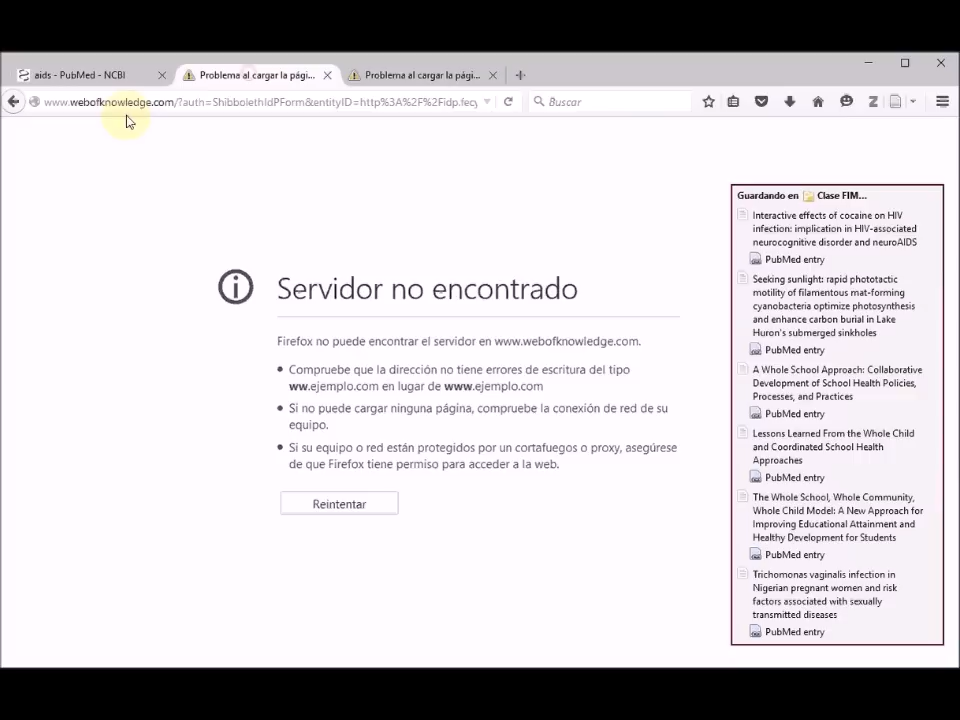 aids - PubMed - NCBI
Problema al cargar la pági...
Problema al cargar la pági...
www.webofknowledge.com/?auth=ShibbolethIdPForm&entityID=http%3A%2F%2Fidp.fecy
Buscar
Z
Servidor no encontrado
Firefox no puede encontrar el servidor en www.webofknowledge.com.
Compruebe que la dirección no tiene errores de escritura del tipo
ww.ejemplo.com en lugar de www.ejemplo.com
Si no puede cargar ninguna página, compruebe la conexión de red de su
equipo.
Si su equipo o red están protegidos por un cortafuegos o proxy, asegúrese
de que Firefox tiene permiso para acceder a la web.
Reintentar
Guardando en Clase FIM...
Interactive effects of cocaine on HIV
infection: implication in HIV-associated
neurocognitive disorder and neuroAIDS
PubMed entry
Seeking sunlight: rapid phototactic
motility of filamentous mat-forming
cyanobacteria optimize photosynthesis
and enhance carbon burial in Lake
Huron's submerged sinkholes
PubMed entry
A Whole School Approach: Collaborative
Development of School Health Policies,
Processes, and Practices
PubMed entry
Lessons Learned From the Whole Child
and Coordinated School Health
Approaches
PubMed entry
The Whole School, Whole Community,
Whole Child Model: A New Approach for
Improving Educational Attainment and
Healthy Development for Students
PubMed entry
Trichomonas vaginalis infection in
Nigerian pregnant women and risk
factors associated with sexually
transmitted diseases
PubMed entry